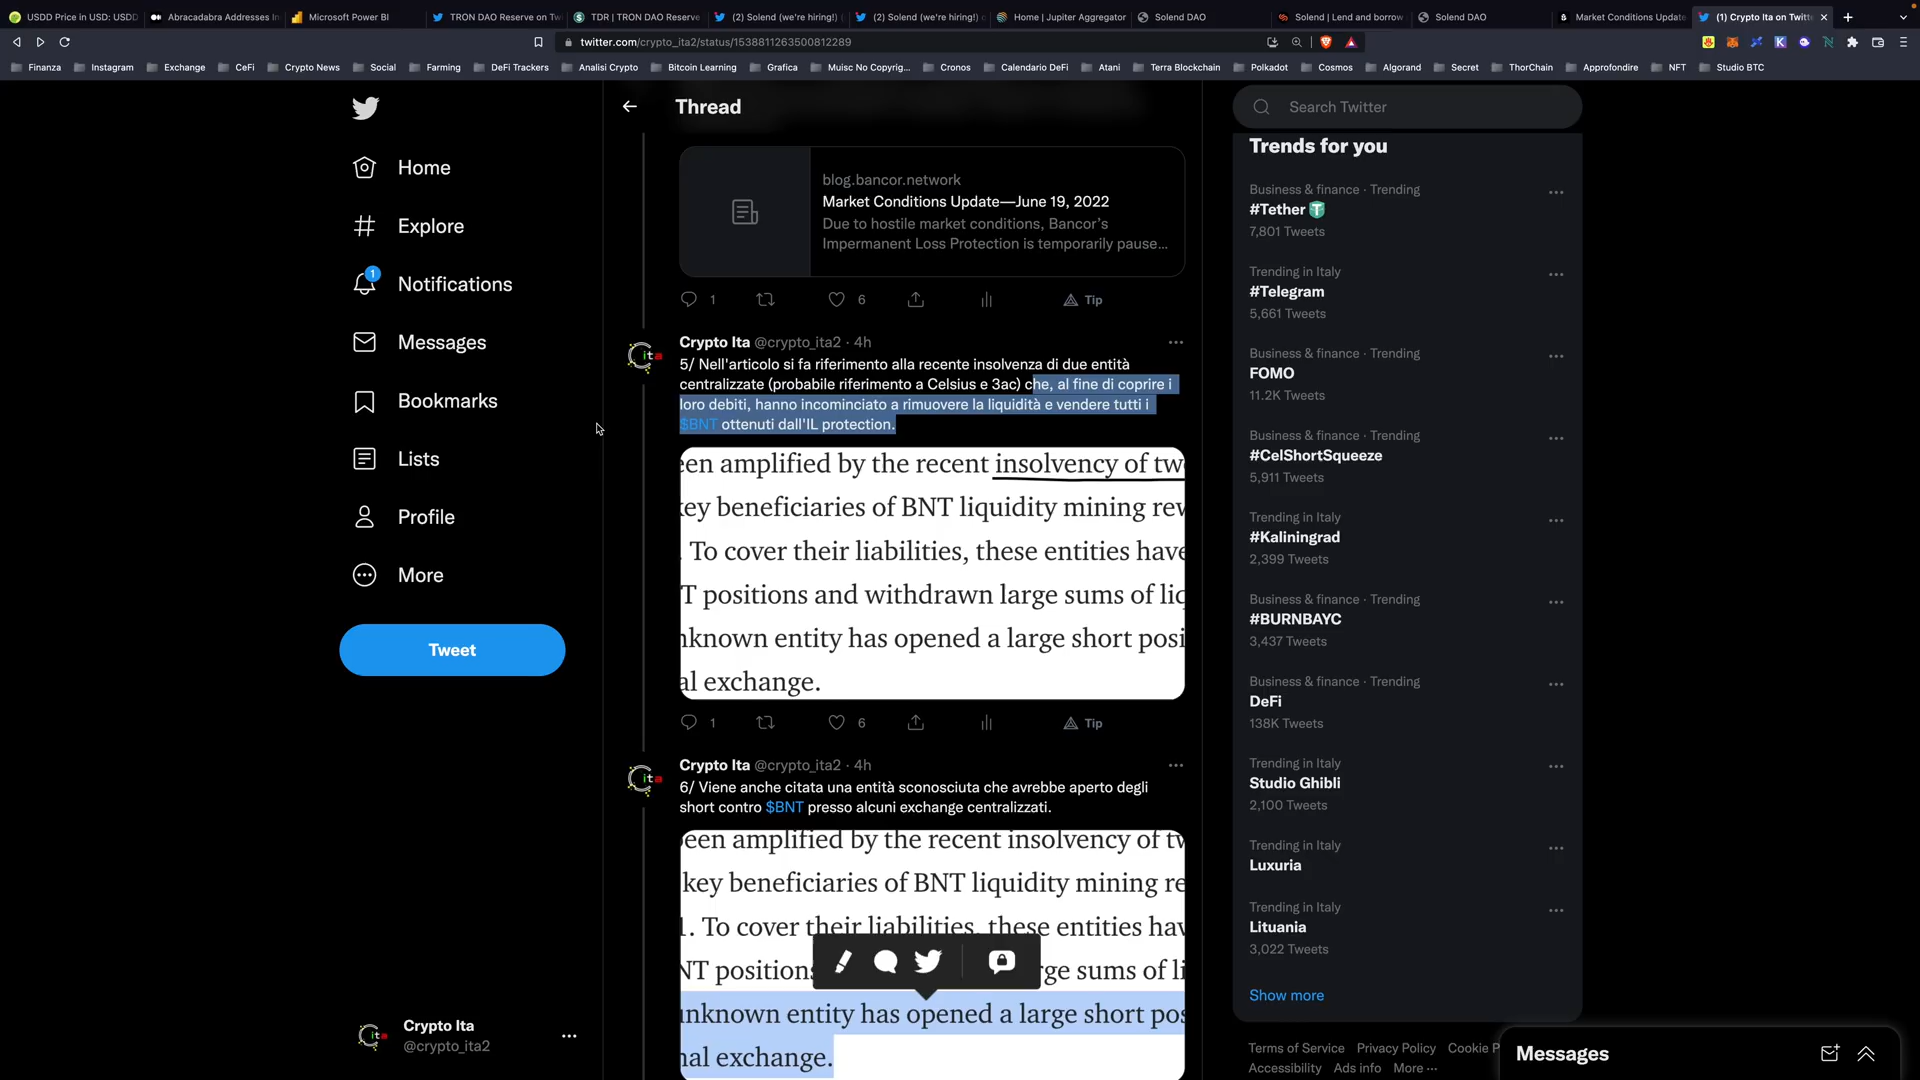 USDD Price in USD: USDD
Abracadabra Addresses In
Microsoft Power BI
TRON DAO Reserve on Tw
TDR | TRON DAO Reserve
(2) Solend (we're hiring!)
(2) Solend (we're hiring!)
Home | Jupiter Aggregator
Solend DAO
Solend | Lend and borrow
Solend DAO
Market Conditions Update
(1) Crypto Ita on Twitt
twitter.com/crypto_ita2/status/1538811263500812289
Finanza
Instagram
Exchange
CeFi
Crypto News
Social
Farming
DeFi Trackers
Analisi Crypto
Bitcoin Learning
Grafica
Muisc No Copyrig...
Cronos
Calendario DeFi
Atani
Terra Blockchain
Polkadot
Cosmos
Algorand
Secret
ThorChain
Approfondire
NFT
Studio BTC
Home
Explore
1
Notifications
Messages
Bookmarks
Lists
Profile
More
Tweet
Crypto Ita
@crypto_ita2
Thread
blog.bancor.network
Market Conditions Update—June 19, 2022
Due to hostile market conditions, Bancor's
Impermanent Loss Protection is temporarily pause...
1
6
Tip
Crypto Ita @crypto_ita2 · 4h
5/ Nell'articolo si fa riferimento alla recente insolvenza di due entità
centralizzate (probabile riferimento a Celsius e 3ac) che, al fine di coprire i
loro debiti, hanno incominciato a rimuovere la liquidità e vendere tutti i
$BNT ottenuti dall'IL protection.
een amplified by the recent insolvency of tw
key beneficiaries of BNT liquidity mining rew
. To cover their liabilities, these entities have
T positions and withdrawn large sums of liq
nknown entity has opened a large short posi
al exchange.
1
6
Tip
Crypto Ita @crypto_ita2 · 4h
6/ Viene anche citata una entità sconosciuta che avrebbe aperto degli
short contro $BNT presso alcuni exchange centralizzati.
een amplified by the recent insolvency of tw
key beneficiaries of BNT liquidity mining re
1. To cover their liabilities, these entities hav
NT positions rge sums of li
unknown entity has opened a large short pos
nal exchange.
Search Twitter
Trends for you
Business & finance · Trending
#Tether
7,801 Tweets
Trending in Italy
#Telegram
5,661 Tweets
Business & finance · Trending
FOMO
11.2K Tweets
Business & finance · Trending
#CelShortSqueeze
5,911 Tweets
Trending in Italy
#Kaliningrad
2,399 Tweets
Business & finance · Trending
#BURNBAYC
3,437 Tweets
Business & finance · Trending
DeFi
138K Tweets
Trending in Italy
Studio Ghibli
2,100 Tweets
Trending in Italy
Luxuria
Trending in Italy
Lituania
3,022 Tweets
Show more
Terms of Service Privacy Policy Cookie P
Accessibility Ads info More
Messages